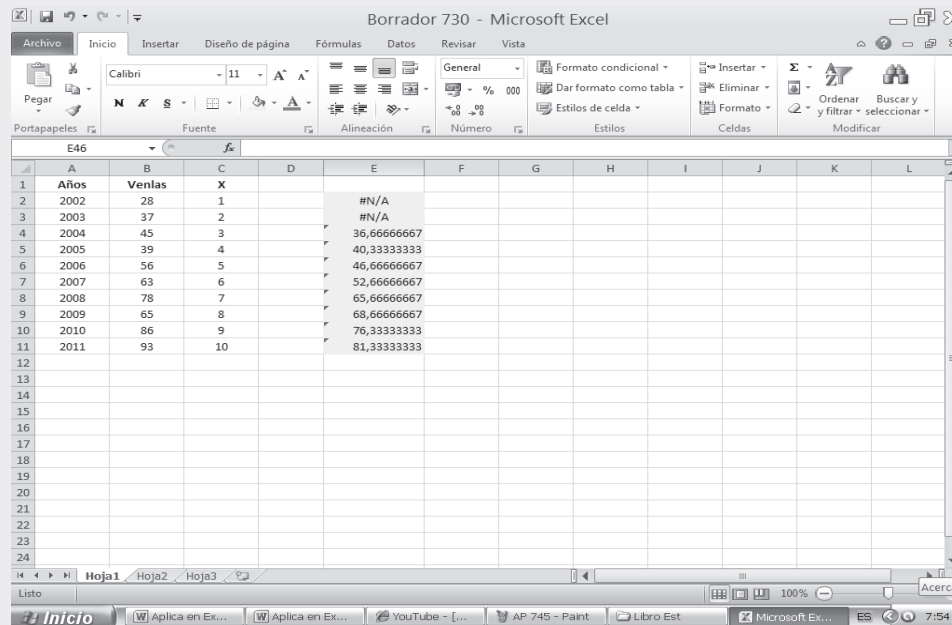 Borrador 730 - Microsoft Excel
Archivo Inicio Insertar Diseño de página Fórmulas Datos Revisar Vista
Pegar
Calibri 11 A A
N K S A
General
% 000
Formato condicional
Dar formato como tabla
Estilos de celda
Insertar
Eliminar
Formato
Σ
Ordenar y filtrar
Buscar y seleccionar
Portapapeles Fuente Alineación Número Estilos Celdas Modificar
E46 fx
A B C D E F G H I J K L
1 Años Venlas X
2 2002 28 1 #N/A
3 2003 37 2 #N/A
4 2004 45 3 36,66666667
5 2005 39 4 40,33333333
6 2006 56 5 46,66666667
7 2007 63 6 52,66666667
8 2008 78 7 65,66666667
9 2009 65 8 68,66666667
10 2010 86 9 76,33333333
11 2011 93 10 81,33333333
12
13
14
15
16
17
18
19
20
21
22
23
24
Hoja1 Hoja2 Hoja3
Acerc
Listo 100%
Inicio Aplica en Ex... Aplica en Ex... YouTube - [... AP 745 - Paint Libro Est Microsoft Ex... ES 7:54